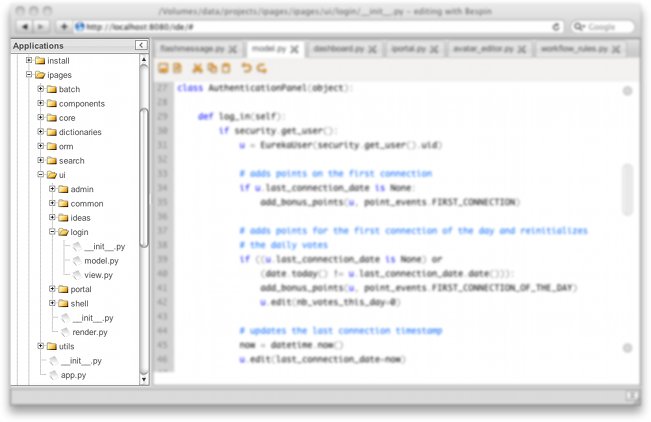 /Volumes/data/projects/ipages/ipages/ui/login/__init__.py - editing with Bespin
http://localhost:8080/ide/#
Google
Applications
flashmessage.py model.py dashboard.py iportal.py avatar_editor.py workflow_rules.py
install
ipages
batch
components
core
dictionaries
orm
search
ui
admin
common
ideas
login
__init__.py
model.py
view.py
portal
shell
__init__.py
render.py
utils
__init__.py
app.py
27 class AuthenticationPanel(object):
28
29 def log_in(self):
30 if security.get_user():
31 u = EurekaUser(security.get_user().uid)
32
33 # adds points on the first connection
34 if u.last_connection_date is None:
35 add_bonus_points(u, point_events.FIRST_CONNECTION)
36
37 # adds points for the first connection of the day and reinitializes
38 # the daily votes
39 if ((u.last_connection_date is None) or
40 (date.today() != u.last_connection_date.date())):
41 add_bonus_points(u, point_events.FIRST_CONNECTION_OF_THE_DAY)
42 u.edit(nb_votes_this_day=0)
43
44 # updates the last connection timestamp
45 now = datetime.now()
46 u.edit(last_connection_date=now)